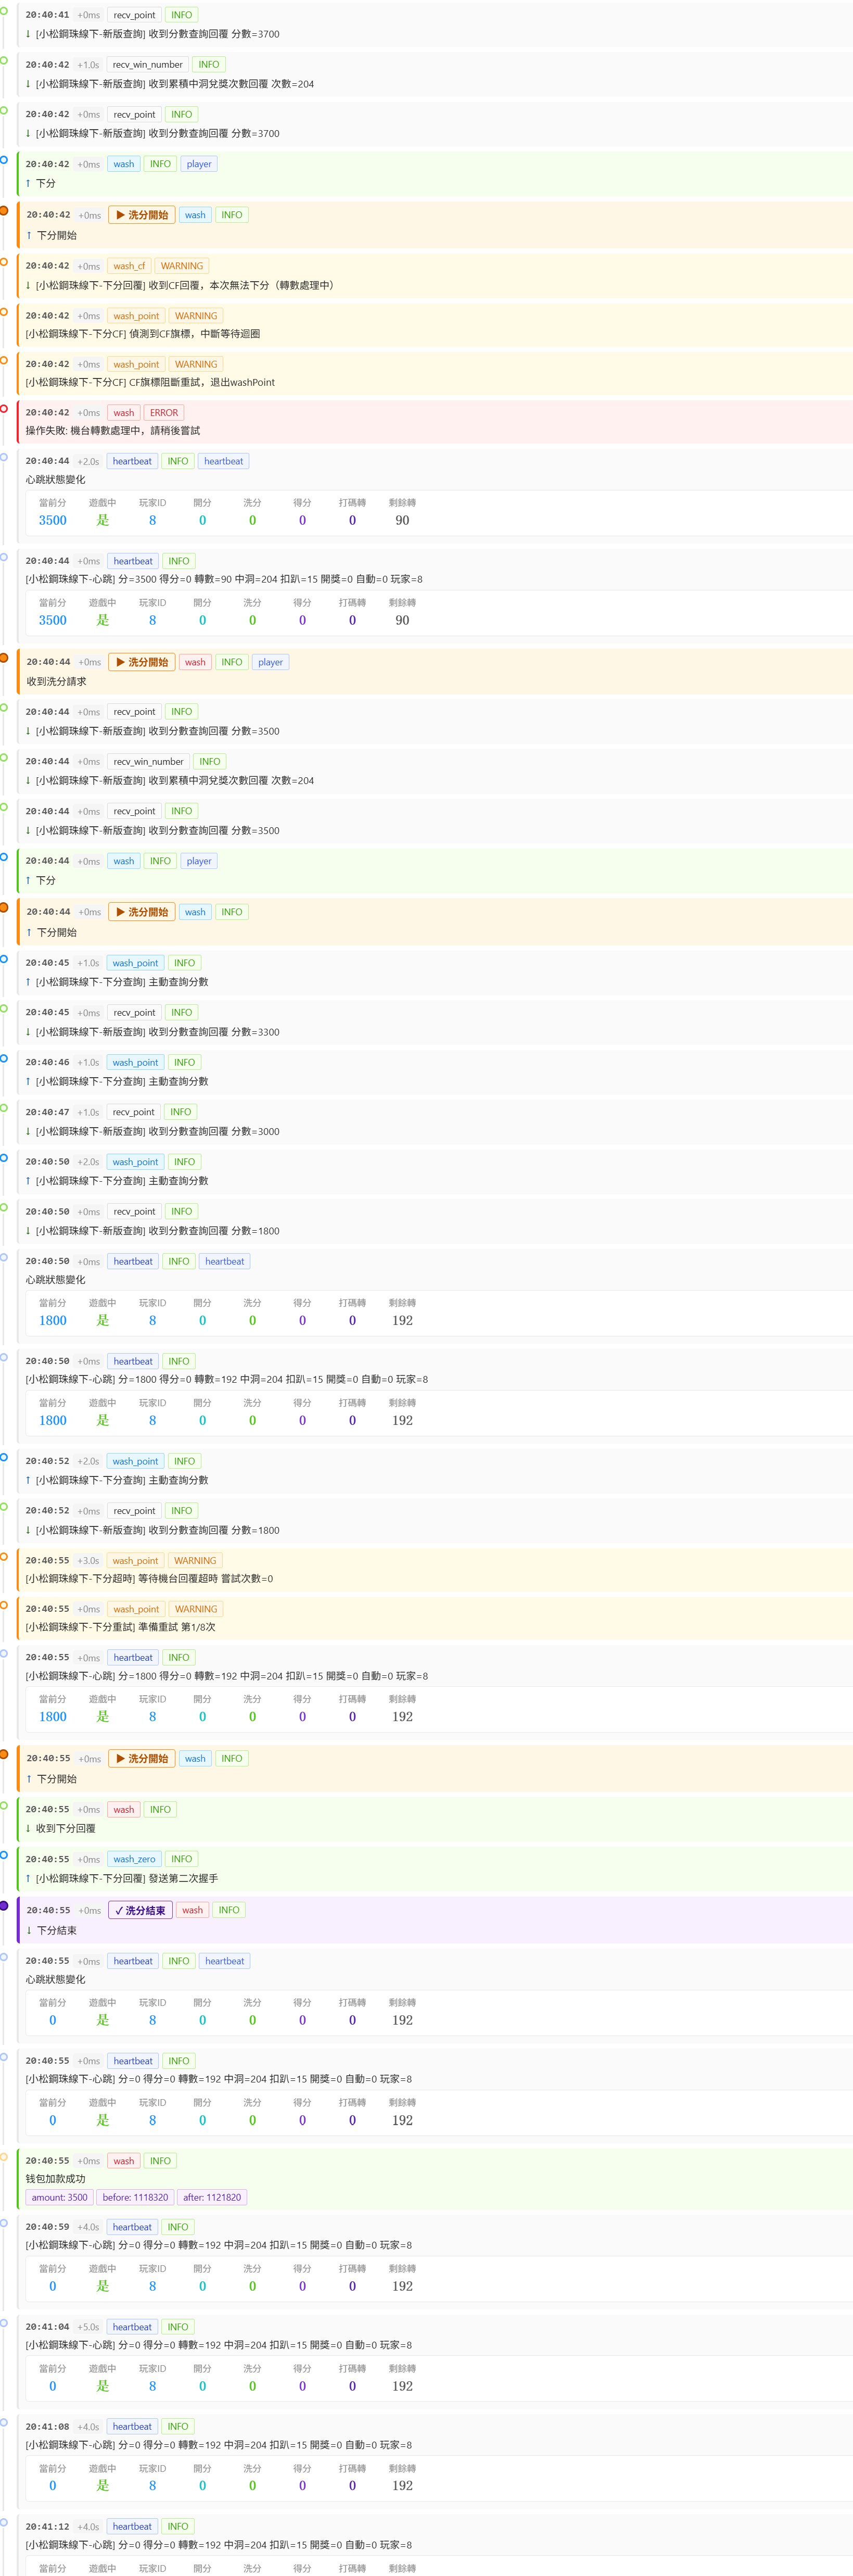 20:40:41 +0ms recv_point INFO
↓ [小松鋼珠線下-新版查詢] 收到分數查詢回覆 分數=3700
20:40:42 +1.0s recv_win_number INFO
↓ [小松鋼珠線下-新版查詢] 收到累積中洞兌獎次數回覆 次數=204
20:40:42 +0ms recv_point INFO
↓ [小松鋼珠線下-新版查詢] 收到分數查詢回覆 分數=3700
20:40:42 +0ms wash INFO player
↑ 下分
20:40:42 +0ms ▶ 洗分開始 wash INFO
↑ 下分開始
20:40:42 +0ms wash_cf WARNING
↓ [小松鋼珠線下-下分回覆] 收到CF回覆，本次無法下分（轉數處理中）
20:40:42 +0ms wash_point WARNING
[小松鋼珠線下-下分CF] 偵測到CF旗標，中斷等待迴圈
20:40:42 +0ms wash_point WARNING
[小松鋼珠線下-下分CF] CF旗標阻斷重試，退出washPoint
20:40:42 +0ms wash ERROR
操作失敗: 機台轉數處理中，請稍後嘗試
20:40:44 +2.0s heartbeat INFO heartbeat
心跳狀態變化
當前分 遊戲中 玩家ID 開分 洗分 得分 打碼轉 剩餘轉
3500 是 8 0 0 0 0 90
20:40:44 +0ms heartbeat INFO
[小松鋼珠線下-心跳] 分=3500 得分=0 轉數=90 中洞=204 扣趴=15 開獎=0 自動=0 玩家=8
當前分 遊戲中 玩家ID 開分 洗分 得分 打碼轉 剩餘轉
3500 是 8 0 0 0 0 90
20:40:44 +0ms ▶ 洗分開始 wash INFO player
收到洗分請求
20:40:44 +0ms recv_point INFO
↓ [小松鋼珠線下-新版查詢] 收到分數查詢回覆 分數=3500
20:40:44 +0ms recv_win_number INFO
↓ [小松鋼珠線下-新版查詢] 收到累積中洞兌獎次數回覆 次數=204
20:40:44 +0ms recv_point INFO
↓ [小松鋼珠線下-新版查詢] 收到分數查詢回覆 分數=3500
20:40:44 +0ms wash INFO player
↑ 下分
20:40:44 +0ms ▶ 洗分開始 wash INFO
↑ 下分開始
20:40:45 +1.0s wash_point INFO
↑ [小松鋼珠線下-下分查詢] 主動查詢分數
20:40:45 +0ms recv_point INFO
↓ [小松鋼珠線下-新版查詢] 收到分數查詢回覆 分數=3300
20:40:46 +1.0s wash_point INFO
↑ [小松鋼珠線下-下分查詢] 主動查詢分數
20:40:47 +1.0s recv_point INFO
↓ [小松鋼珠線下-新版查詢] 收到分數查詢回覆 分數=3000
20:40:50 +2.0s wash_point INFO
↑ [小松鋼珠線下-下分查詢] 主動查詢分數
20:40:50 +0ms recv_point INFO
↓ [小松鋼珠線下-新版查詢] 收到分數查詢回覆 分數=1800
20:40:50 +0ms heartbeat INFO heartbeat
心跳狀態變化
當前分 遊戲中 玩家ID 開分 洗分 得分 打碼轉 剩餘轉
1800 是 8 0 0 0 0 192
20:40:50 +0ms heartbeat INFO
[小松鋼珠線下-心跳] 分=1800 得分=0 轉數=192 中洞=204 扣趴=15 開獎=0 自動=0 玩家=8
當前分 遊戲中 玩家ID 開分 洗分 得分 打碼轉 剩餘轉
1800 是 8 0 0 0 0 192
20:40:52 +2.0s wash_point INFO
↑ [小松鋼珠線下-下分查詢] 主動查詢分數
20:40:52 +0ms recv_point INFO
↓ [小松鋼珠線下-新版查詢] 收到分數查詢回覆 分數=1800
20:40:55 +3.0s wash_point WARNING
[小松鋼珠線下-下分超時] 等待機台回覆超時 嘗試次數=0
20:40:55 +0ms wash_point WARNING
[小松鋼珠線下-下分重試] 準備重試 第1/8次
20:40:55 +0ms heartbeat INFO
[小松鋼珠線下-心跳] 分=1800 得分=0 轉數=192 中洞=204 扣趴=15 開獎=0 自動=0 玩家=8
當前分 遊戲中 玩家ID 開分 洗分 得分 打碼轉 剩餘轉
1800 是 8 0 0 0 0 192
20:40:55 +0ms ▶ 洗分開始 wash INFO
↑ 下分開始
20:40:55 +0ms wash INFO
↓ 收到下分回覆
20:40:55 +0ms wash_zero INFO
↑ [小松鋼珠線下-下分回覆] 發送第二次握手
20:40:55 +0ms ✓ 洗分結束 wash INFO
↓ 下分結束
20:40:55 +0ms heartbeat INFO heartbeat
心跳狀態變化
當前分 遊戲中 玩家ID 開分 洗分 得分 打碼轉 剩餘轉
0 是 8 0 0 0 0 192
20:40:55 +0ms heartbeat INFO
[小松鋼珠線下-心跳] 分=0 得分=0 轉數=192 中洞=204 扣趴=15 開獎=0 自動=0 玩家=8
當前分 遊戲中 玩家ID 開分 洗分 得分 打碼轉 剩餘轉
0 是 8 0 0 0 0 192
20:40:55 +0ms wash INFO
钱包加款成功
amount: 3500 before: 1118320 after: 1121820
20:40:59 +4.0s heartbeat INFO
[小松鋼珠線下-心跳] 分=0 得分=0 轉數=192 中洞=204 扣趴=15 開獎=0 自動=0 玩家=8
當前分 遊戲中 玩家ID 開分 洗分 得分 打碼轉 剩餘轉
0 是 8 0 0 0 0 192
20:41:04 +5.0s heartbeat INFO
[小松鋼珠線下-心跳] 分=0 得分=0 轉數=192 中洞=204 扣趴=15 開獎=0 自動=0 玩家=8
當前分 遊戲中 玩家ID 開分 洗分 得分 打碼轉 剩餘轉
0 是 8 0 0 0 0 192
20:41:08 +4.0s heartbeat INFO
[小松鋼珠線下-心跳] 分=0 得分=0 轉數=192 中洞=204 扣趴=15 開獎=0 自動=0 玩家=8
當前分 遊戲中 玩家ID 開分 洗分 得分 打碼轉 剩餘轉
0 是 8 0 0 0 0 192
20:41:12 +4.0s heartbeat INFO
[小松鋼珠線下-心跳] 分=0 得分=0 轉數=192 中洞=204 扣趴=15 開獎=0 自動=0 玩家=8
當前分 遊戲中 玩家ID 開分 洗分 得分 打碼轉 剩餘轉